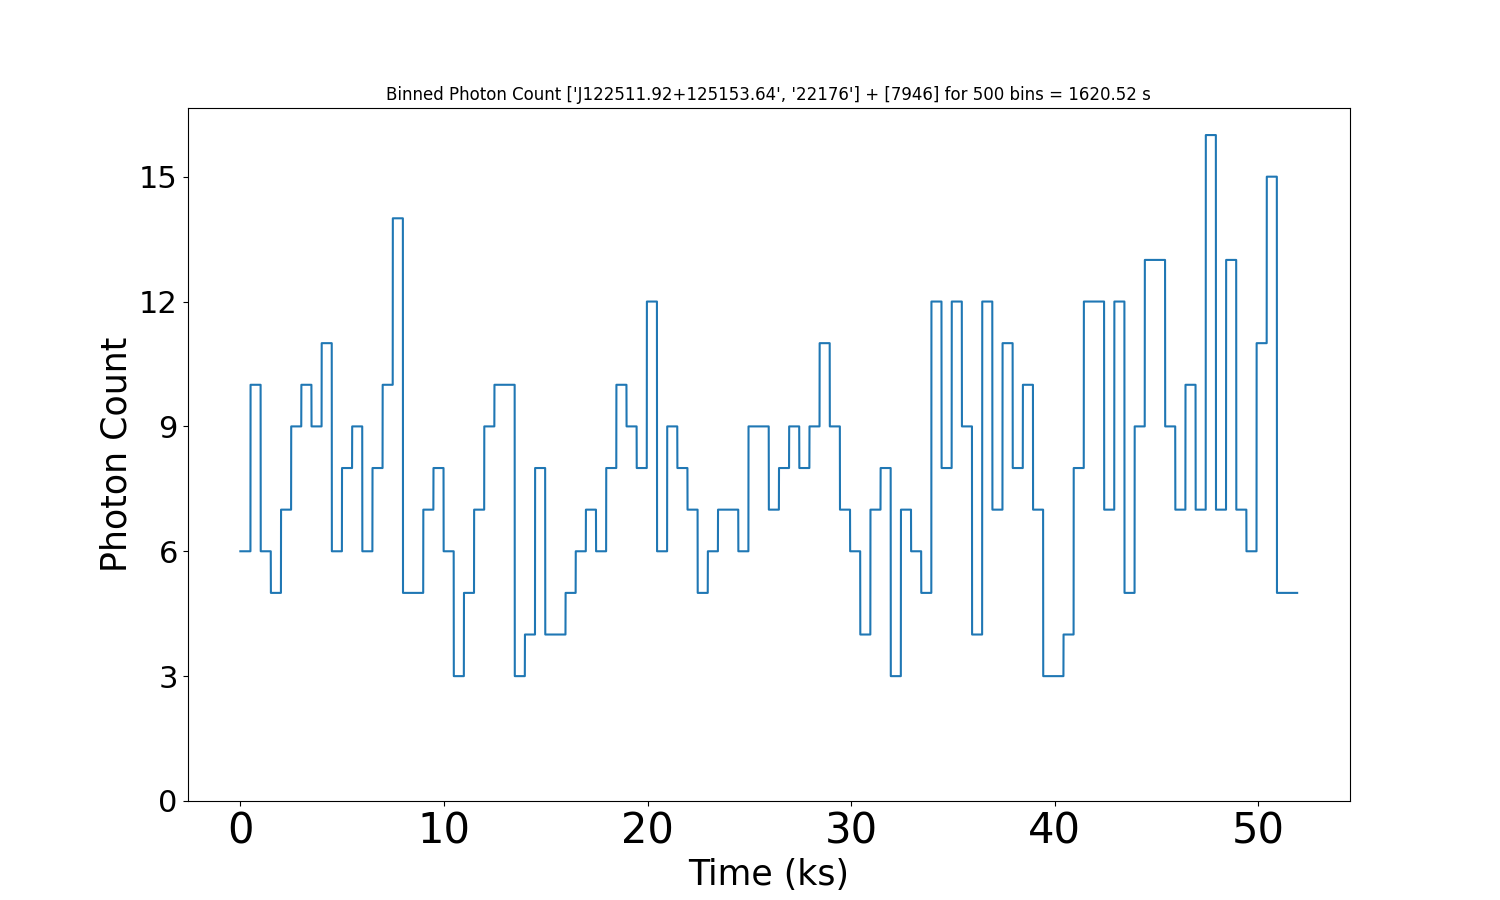 Binned Photon Count ['J122511.92+125153.64', '22176'] + [7946] for 500 bins = 1620.52 s
15
12
9
6
3
0
Photon Count
0 10 20 30 40 50
Time (ks)